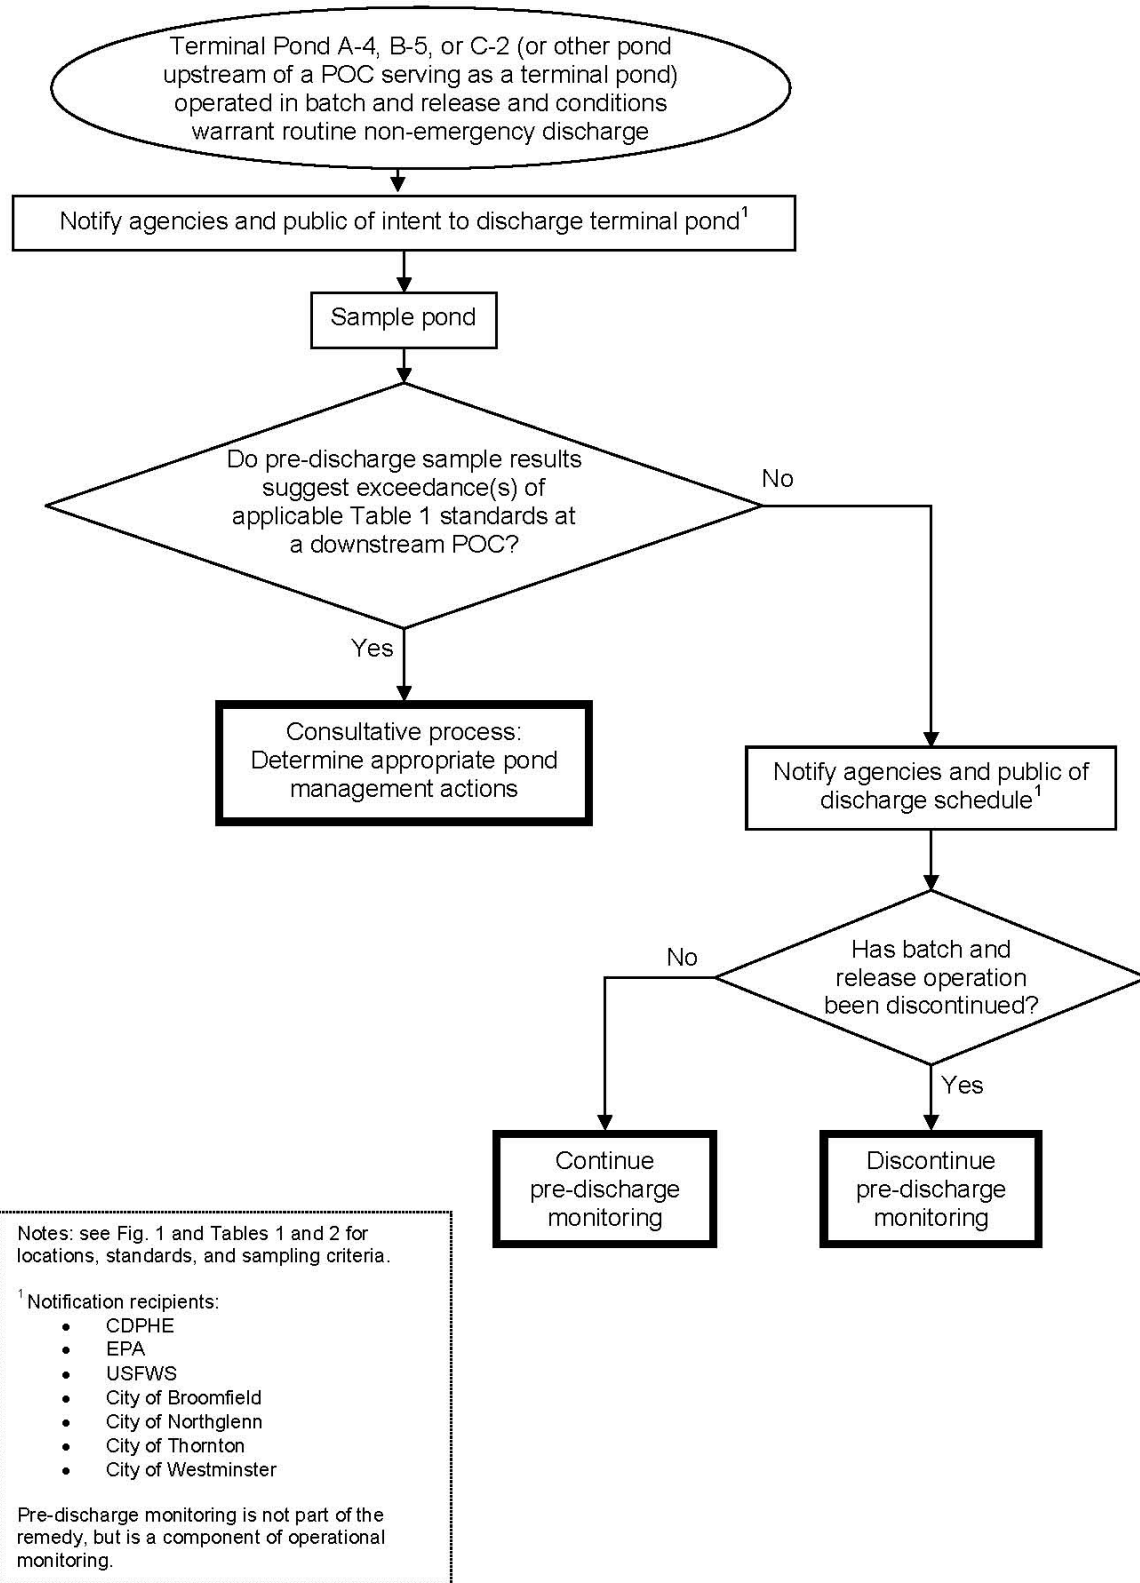 Terminal Pond A-4, B-5, or C-2 (or other pond
upstream of a POC serving as a terminal pond)
operated in batch and release and conditions
warrant routine non-emergency discharge
Notify agencies and public of intent to discharge terminal pond¹
Sample pond
Do pre-discharge sample results
suggest exceedance(s) of
applicable Table 1 standards at
a downstream POC?
No
Yes
Consultative process:
Determine appropriate pond
management actions
Notify agencies and public of
discharge schedule¹
Has batch and
release operation
been discontinued?
No
Yes
Continue
pre-discharge
monitoring
Discontinue
pre-discharge
monitoring
Notes: see Fig. 1 and Tables 1 and 2 for
locations, standards, and sampling criteria.
¹ Notification recipients:
• CDPHE
• EPA
• USFWS
• City of Broomfield
• City of Northglenn
• City of Thornton
• City of Westminster
Pre-discharge monitoring is not part of the
remedy, but is a component of operational
monitoring.